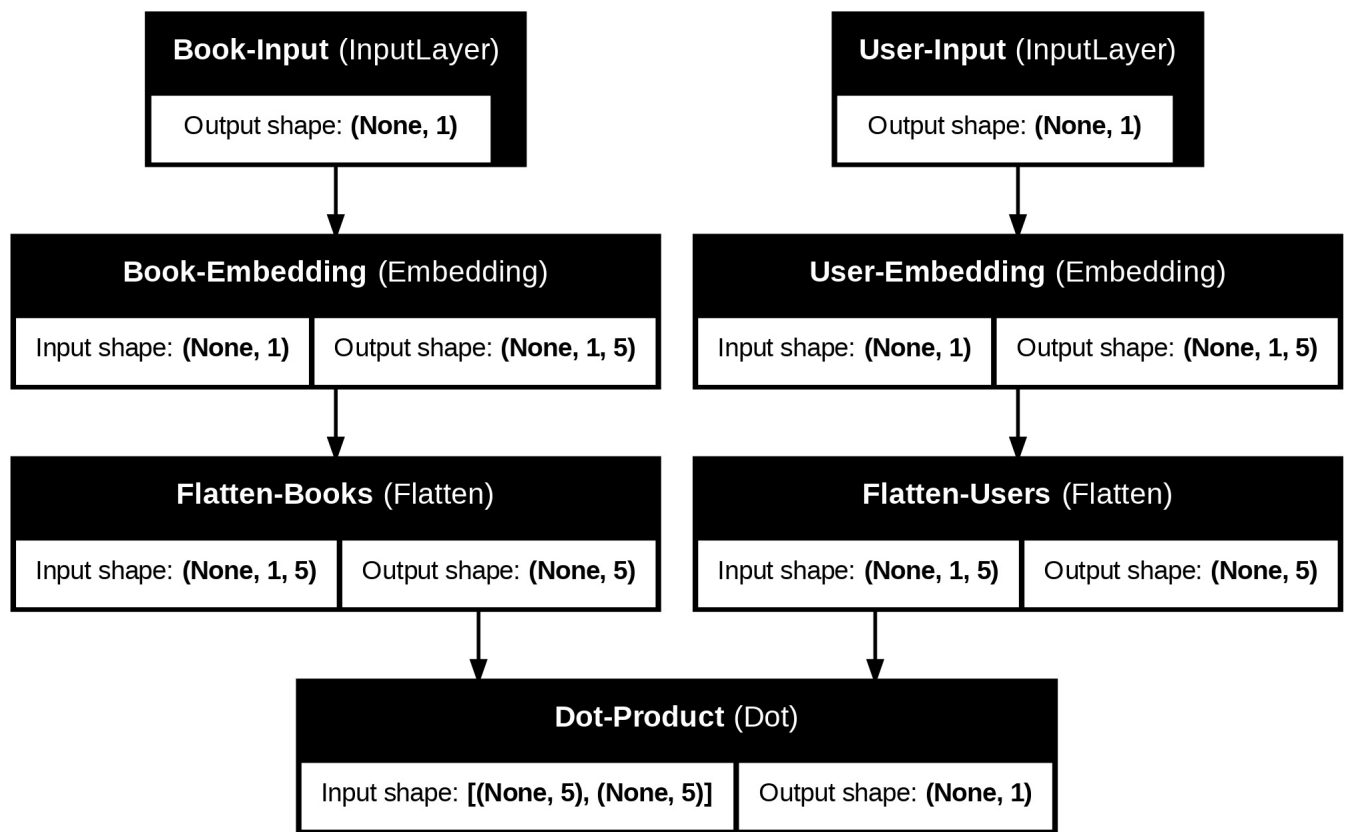 Book-Input (InputLayer)
Output shape: (None, 1)
User-Input (InputLayer)
Output shape: (None, 1)
Book-Embedding (Embedding)
Input shape: (None, 1) Output shape: (None, 1, 5)
User-Embedding (Embedding)
Input shape: (None, 1) Output shape: (None, 1, 5)
Flatten-Books (Flatten)
Input shape: (None, 1, 5) Output shape: (None, 5)
Flatten-Users (Flatten)
Input shape: (None, 1, 5) Output shape: (None, 5)
Dot-Product (Dot)
Input shape: [(None, 5), (None, 5)] Output shape: (None, 1)